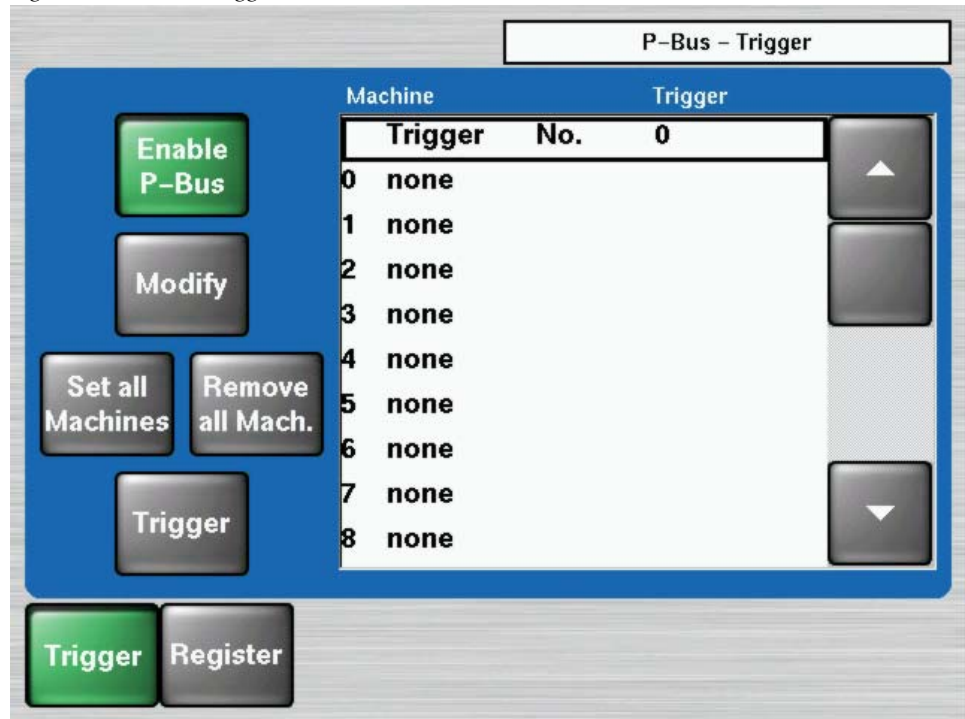 P-Bus - Trigger
Machine Trigger
Trigger No. 0
0 none
1 none
2 none
3 none
4 none
5 none
6 none
7 none
8 none
Enable
P-Bus
Modify
Set all
Machines
Remove
all Mach.
Trigger
Trigger
Register